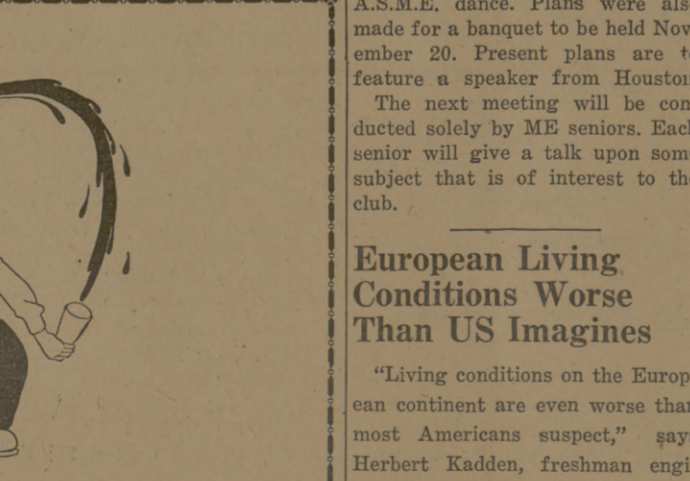 A.S.M.E. dance. Plans were also
made for a banquet to be held Nov
ember 20. Present plans are t
feature a speaker from Housto
The next meeting will be con
ducted solely by ME seniors. Eac
senior will give a talk upon som
subject that is of interest to th
club.
European Living
Conditions Worse
Than US Imagines
“Living conditions on the Europ
ean continent are even worse than
most Americans suspect,” say
Herbert Kadden, freshman engi